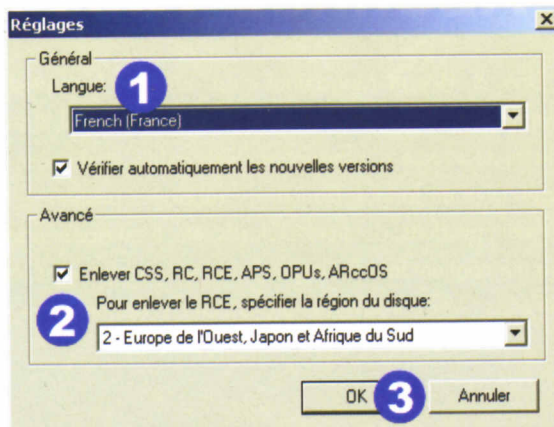 Réglages
Général
Langue:
1
French (France)
Vérifier automatiquement les nouvelles versions
Avancé
Enlever CSS, RC, RCE, APS, OPUs, ARccOS
2
Pour enlever le RCE, spécifier la région du disque:
2 - Europe de l'Ouest, Japon et Afrique du Sud
OK
3
Annuler